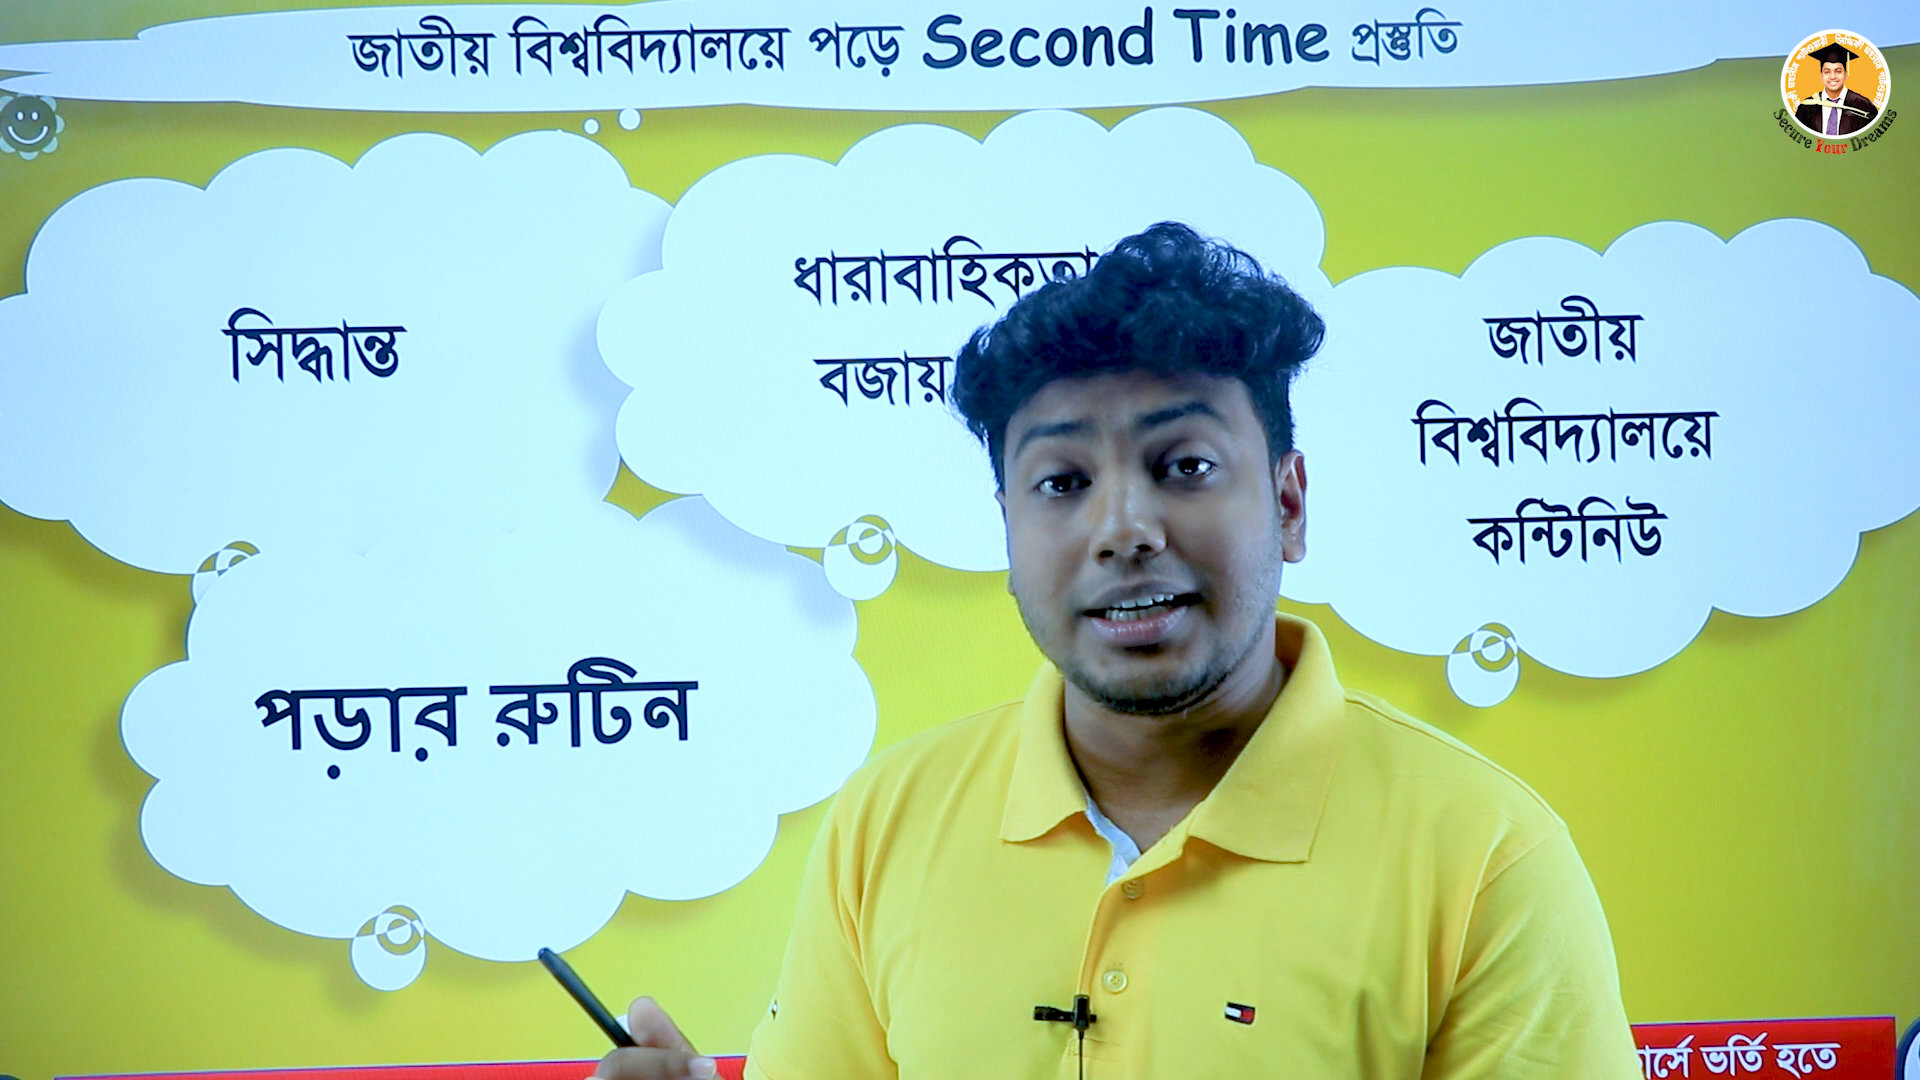 জাতীয় বিশ্ববিদ্যালয়ে পড়ে Second Time প্রস্তুতি
সিদ্ধান্ত
ধারাবাহিকতা
বজায়
জাতীয়
বিশ্ববিদ্যালয়ে
কন্টিনিউ
পড়ার রুটিন
ভর্তি হতে
Secure Your Dreams